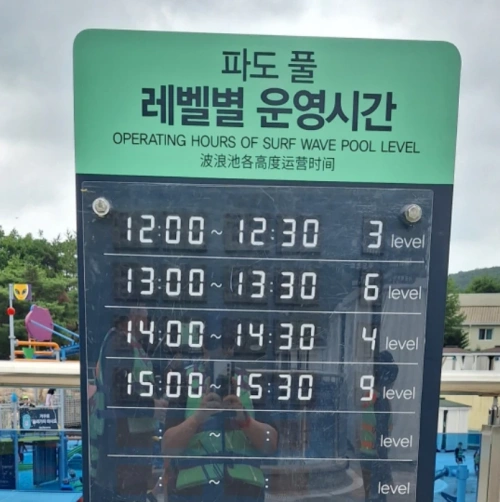 파도 풀
레벨별 운영시간
OPERATING HOURS OF SURF WAVE POOL LEVEL
波浪池各高度运营时间
12:00 ~ 12:30 3 level
13:00 ~ 13:30 6 level
14:00 ~ 14:30 4 level
15:00 ~ 15:30 9 level
: ~ : level
: ~ : level